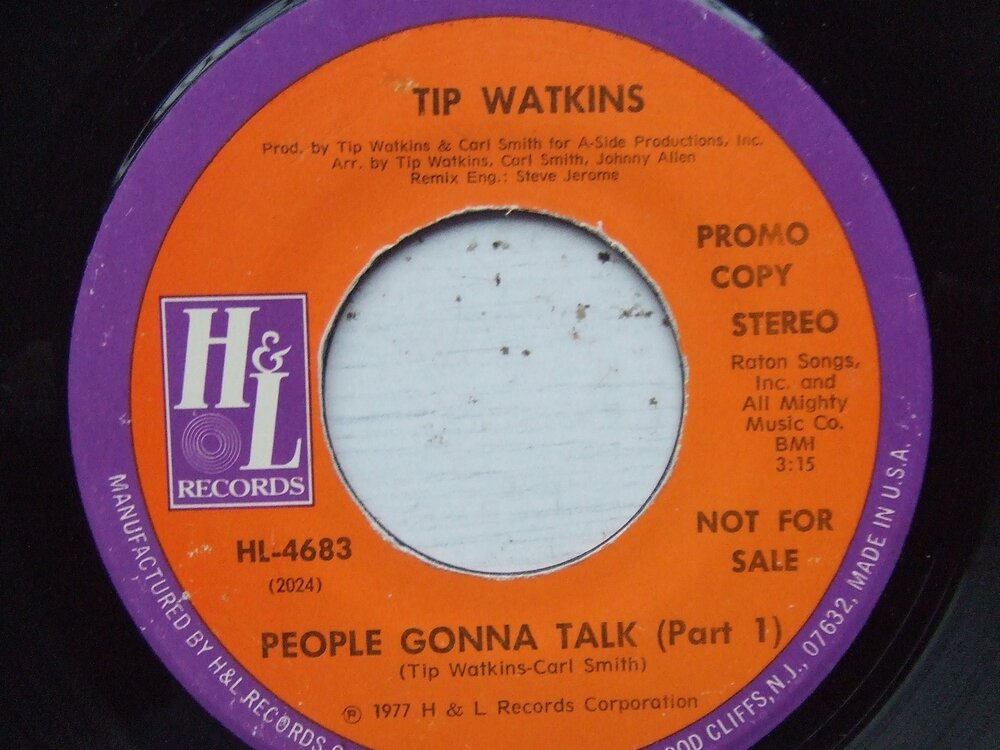 TIP WATKINS
Prod. by Tip Watkins & Carl Smith for A-Side Productions, Inc.
Arr. by Tip Watkins, Carl Smith, Johnny Allen
Remix Eng.: Steve Jerome
PROMO
COPY
STEREO
Raton Songs,
Inc. and
All Mighty
Music Co.
BMI
3:15
H&L
RECORDS
NOT FOR
SALE
HL-4683
(2024)
PEOPLE GONNA TALK (Part 1)
(Tip Watkins-Carl Smith)
℗ 1977 H & L Records Corporation
MANUFACTURED BY H&L RECORDS
CLIFFS, N.J., 07632, MADE IN U.S.A.